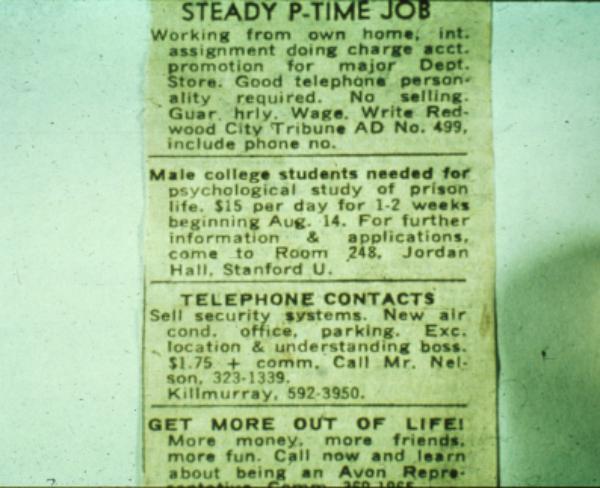 STEADY P-TIME JOB
Working from own home, int.
assignment doing charge acct.
promotion for major Dept.
Store. Good telephone person-
ality required. No selling.
Guar. hrly. Wage. Write Red-
wood City Tribune AD No. 499,
include phone no.
Male college students needed for
psychological study of prison
life. $15 per day for 1-2 weeks
beginning Aug. 14. For further
information & applications,
come to Room 248, Jordan
Hall, Stanford U.
TELEPHONE CONTACTS
Sell security systems. New air
cond. office, parking. Exc.
location & understanding boss.
$1.75 + comm. Call Mr. Nel-
son, 323-1339.
Killmurray, 592-3950.
GET MORE OUT OF LIFE!
More money, more friends,
more fun. Call now and learn
about being an Avon Repre-